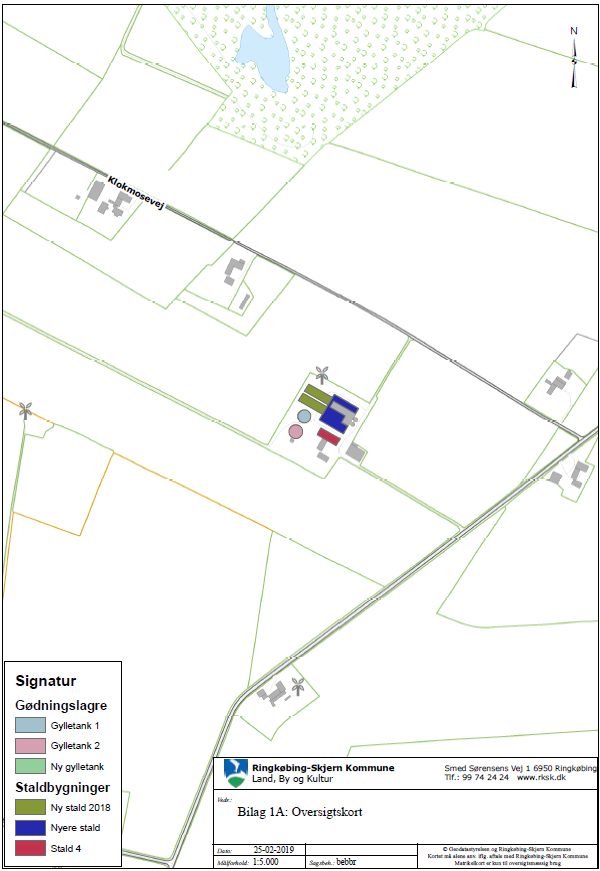 N
Klokmosevej
Signatur
Gødningslagre
Gylletank 1
Gylletank 2
Ny gylletank
Staldbygninger
Ny stald 2018
Nyere stald
Stald 4
Ringkøbing-Skjern Kommune
Land, By og Kultur
Smed Sørensens Vej 1 6950 Ringkøbing
Tlf.: 99 74 24 24 www.rksk.dk
Vedr.:
Bilag 1A: Oversigtskort
Dato: 25-02-2019
Målforhold: 1:5.000
Sagsbeh.: bebbr
© Geodatastyrelsen og Ringkøbing-Skjern Kommune
Kortet må alene anv. iflg. aftale med Ringkøbing-Skjern Kommune
Matrikelkort er kun til oversigtsmæssig brug